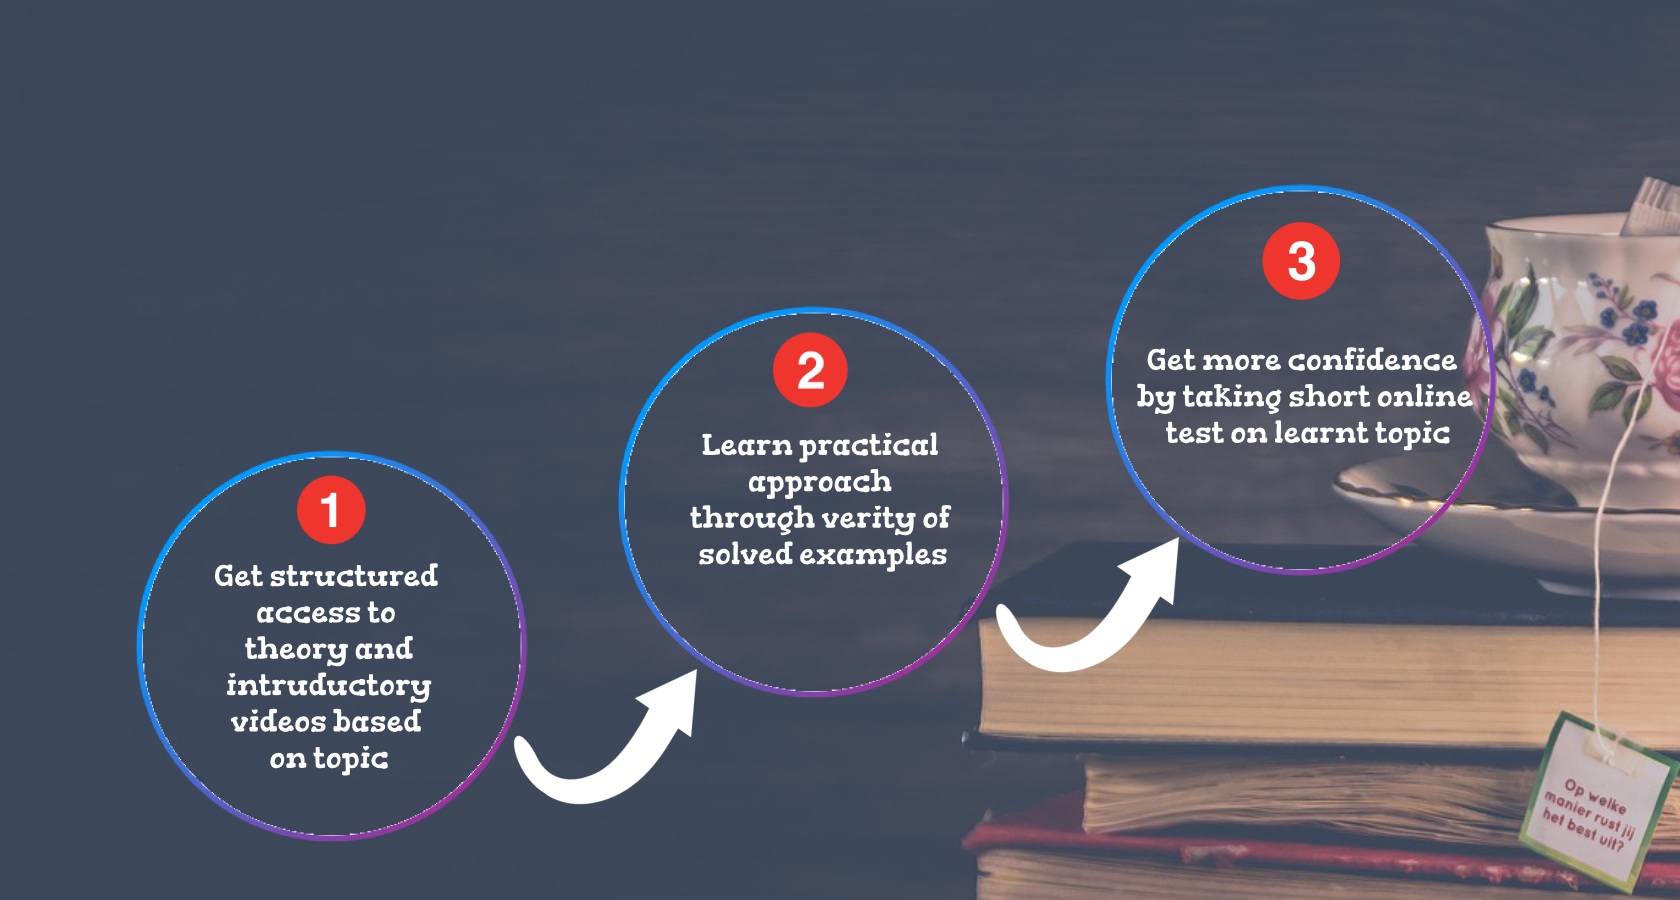 1
Get structured
access to
theory and
intruductory
videos based
on topic
2
Learn practical
approach
through verity of
solved examples
3
Get more confidence
by taking short online
test on learnt topic
Op welke
manier rust jij
het best uit?